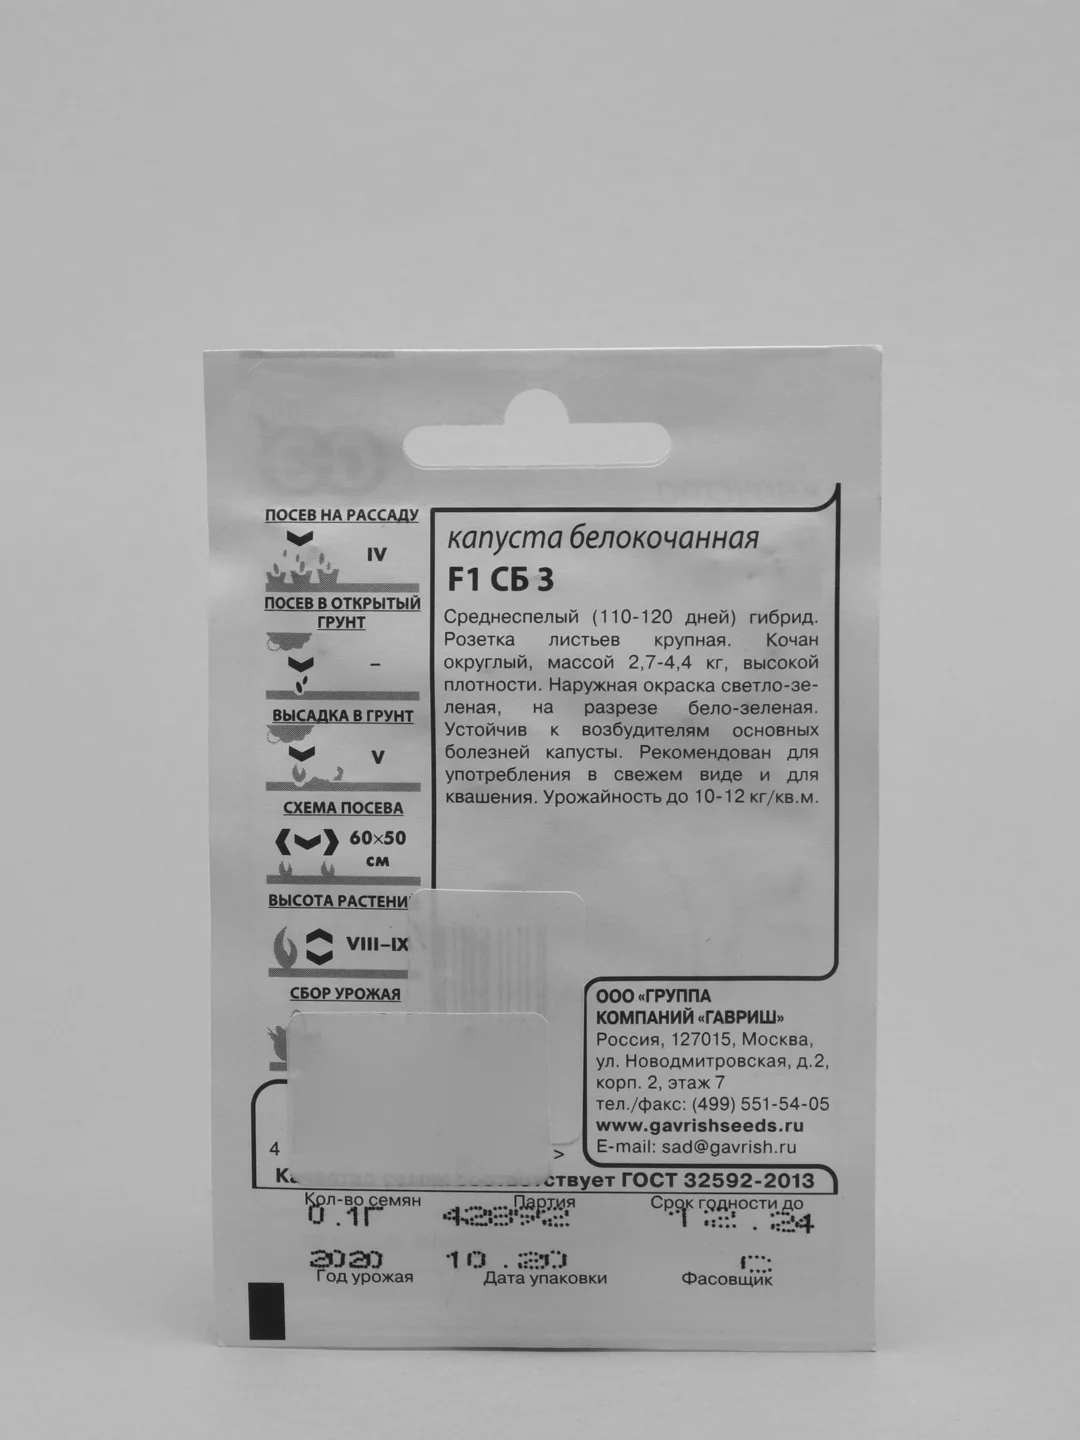 ПОСЕВ НА РАССАДУ
IV
ПОСЕВ В ОТКРЫТЫЙ
ГРУНТ
–
ВЫСАДКА В ГРУНТ
V
СХЕМА ПОСЕВА
60×50
см
ВЫСОТА РАСТЕНИ
VIII–IX
СБОР УРОЖАЯ
капуста белокочанная
F1 СБ 3
Среднеспелый (110-120 дней) гибрид.
Розетка листьев крупная. Кочан
округлый, массой 2,7-4,4 кг, высокой
плотности. Наружная окраска светло-зе-
леная, на разрезе бело-зеленая.
Устойчив к возбудителям основных
болезней капусты. Рекомендован для
употребления в свежем виде и для
квашения. Урожайность до 10-12 кг/кв.м.
ООО «ГРУППА
КОМПАНИЙ «ГАВРИШ»
Россия, 127015, Москва,
ул. Новодмитровская, д.2,
корп. 2, этаж 7
тел./факс: (499) 551-54-05
www.gavrishseeds.ru
E-mail: sad@gavrish.ru
4 >
ствует ГОСТ 32592-2013
Кол-во семян Партия Срок годности до
0.1Г 12.24
2020 10.20
Год урожая Дата упаковки Фасовщик